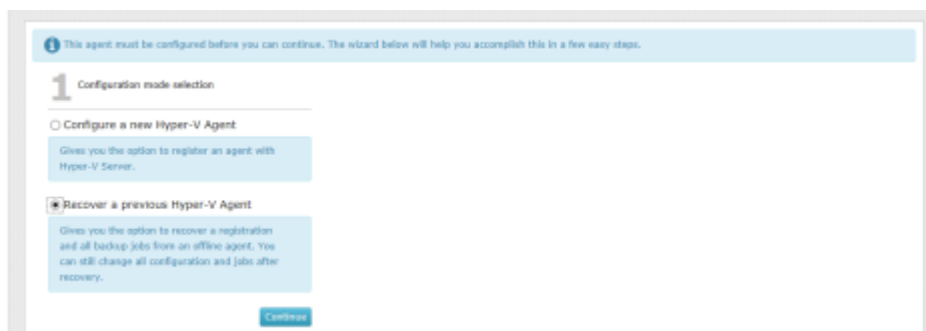 This agent must be configured before you can continue. The wizard below will help you accomplish this in a few easy steps.
1 Configuration mode selection
Configure a new Hyper-V Agent
Gives you the option to register an agent with
Hyper-V Server.
Recover a previous Hyper-V Agent
Gives you the option to recover a registration
and all backup jobs from an offline agent. You
can still change all configuration and jobs after
recovery.
Continue